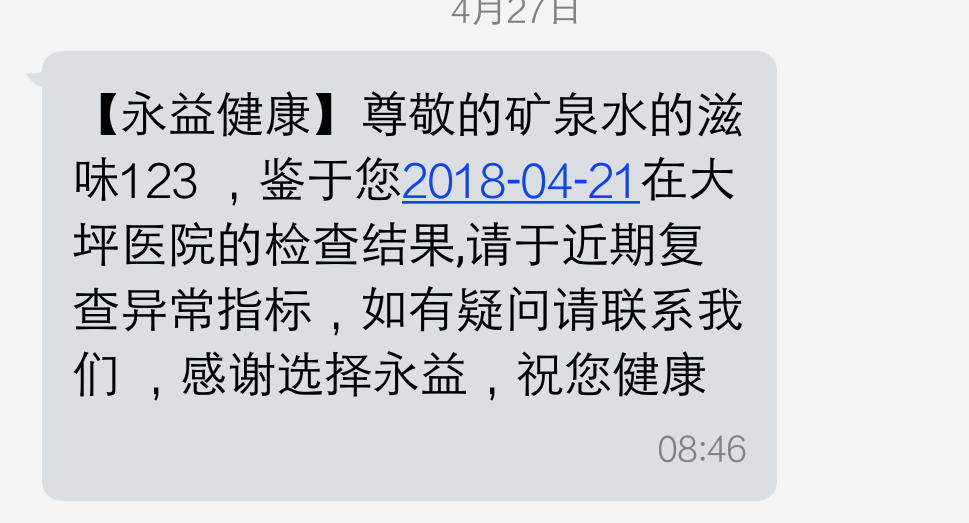 4月27日
【永益健康】尊敬的矿泉水的滋
味123 ，鉴于您2018-04-21在大
坪医院的检查结果,请于近期复
查异常指标，如有疑问请联系我
们 ，感谢选择永益，祝您健康
08:46